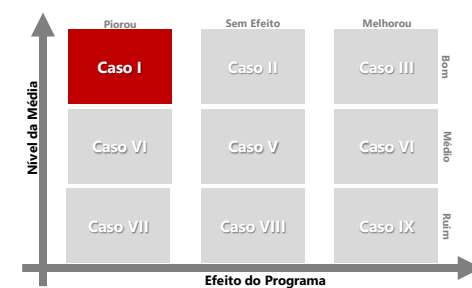 Piorou Sem Efeito Melhorou
Caso I Caso II Caso III
Bom
Caso VI Caso V Caso VI
Médio
Caso VII Caso VIII Caso IX
Ruim
Nível da Média
Efeito do Programa